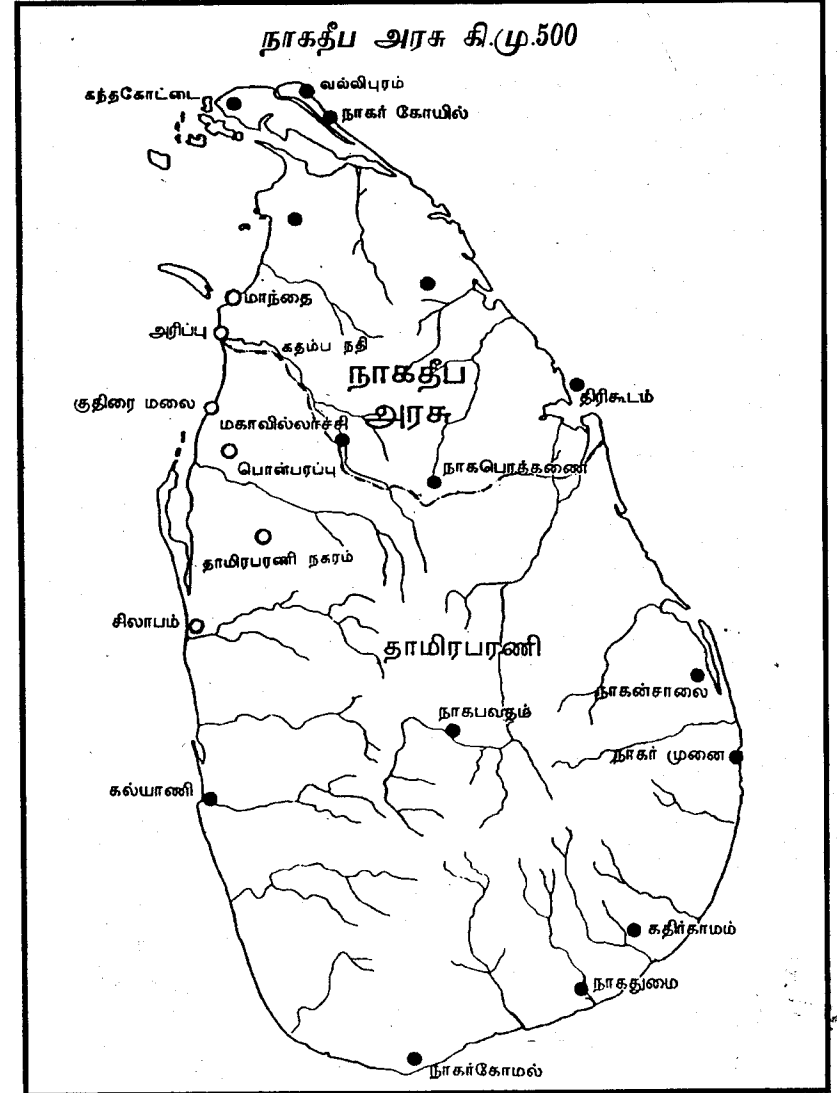 நாகதீப அரசு கி.மு.500
வல்லிபுரம்
கந்தகோட்டை
நாகர் கோயில்
மாந்தை
அரிப்பு
கதம்ப நதி
நாகதீப
அரசு
திரிகூடம்
குதிரை மலை
மகாவில்லாச்சி
பொன்பரப்பு
நாகபொத்கணை
தாமிரபரணி நகரம்
சிலாபம்
தாமிரபரணி
நாகன்சாலை
நாகபவதம்
நாகர் முனை
கல்யாணி
கதிர்காமம்
நாகதுமை
நாகர்கோமல்